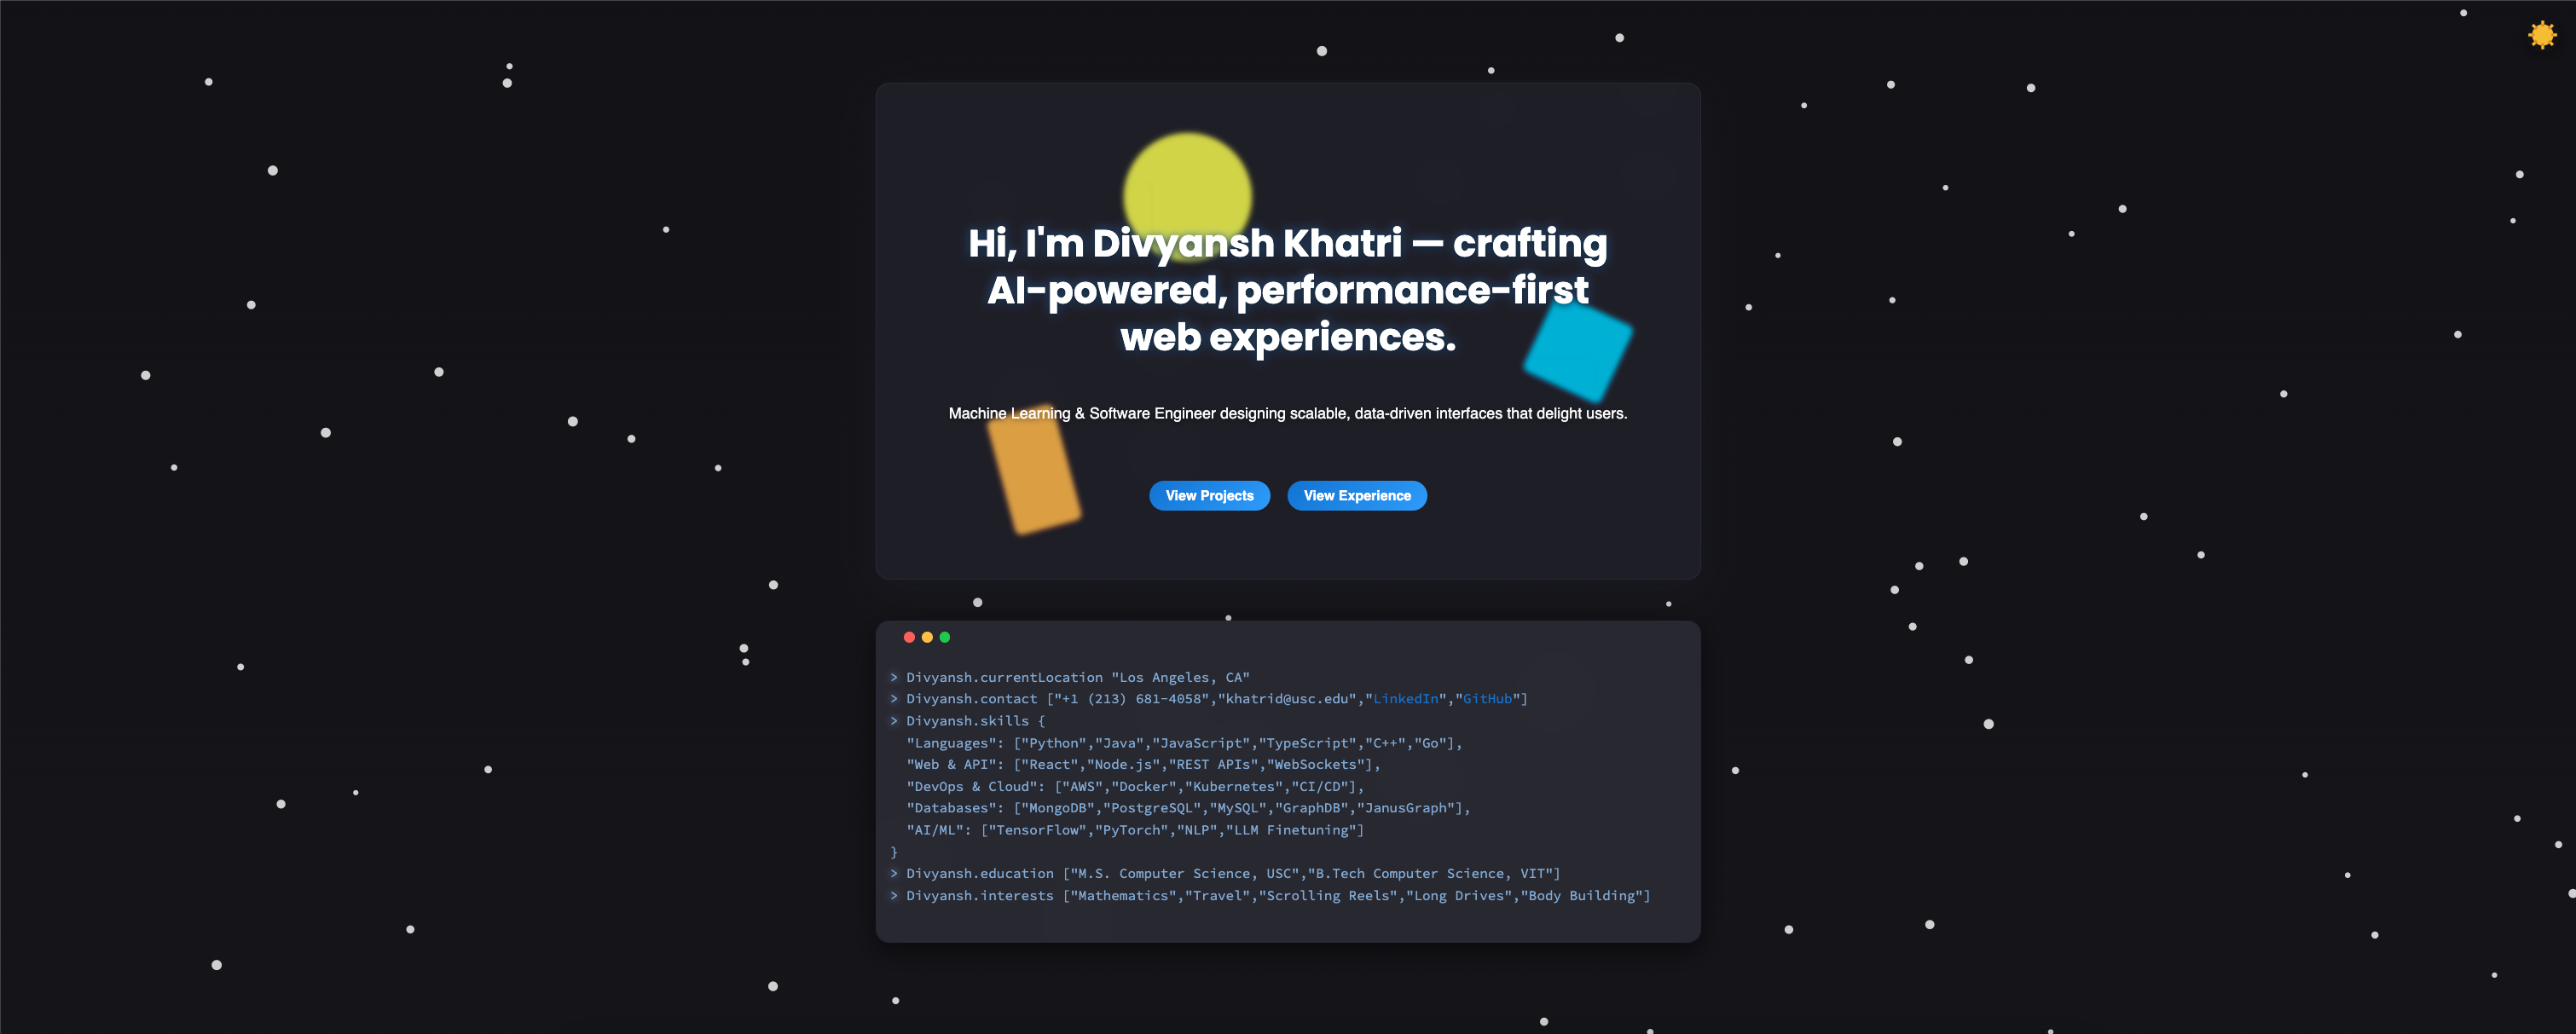 Hi, I'm Divyansh Khatri — crafting
AI-powered, performance-first
web experiences.
Machine Learning & Software Engineer designing scalable, data-driven interfaces that delight users.
View Projects View Experience
> Divyansh.currentLocation "Los Angeles, CA"
> Divyansh.contact ["+1 (213) 681-4058","khatrid@usc.edu","LinkedIn","GitHub"]
> Divyansh.skills {
"Languages": ["Python","Java","JavaScript","TypeScript","C++","Go"],
"Web & API": ["React","Node.js","REST APIs","WebSockets"],
"DevOps & Cloud": ["AWS","Docker","Kubernetes","CI/CD"],
"Databases": ["MongoDB","PostgreSQL","MySQL","GraphDB","JanusGraph"],
"AI/ML": ["TensorFlow","PyTorch","NLP","LLM Finetuning"]
}
> Divyansh.education ["M.S. Computer Science, USC","B.Tech Computer Science, VIT"]
> Divyansh.interests ["Mathematics","Travel","Scrolling Reels","Long Drives","Body Building"]